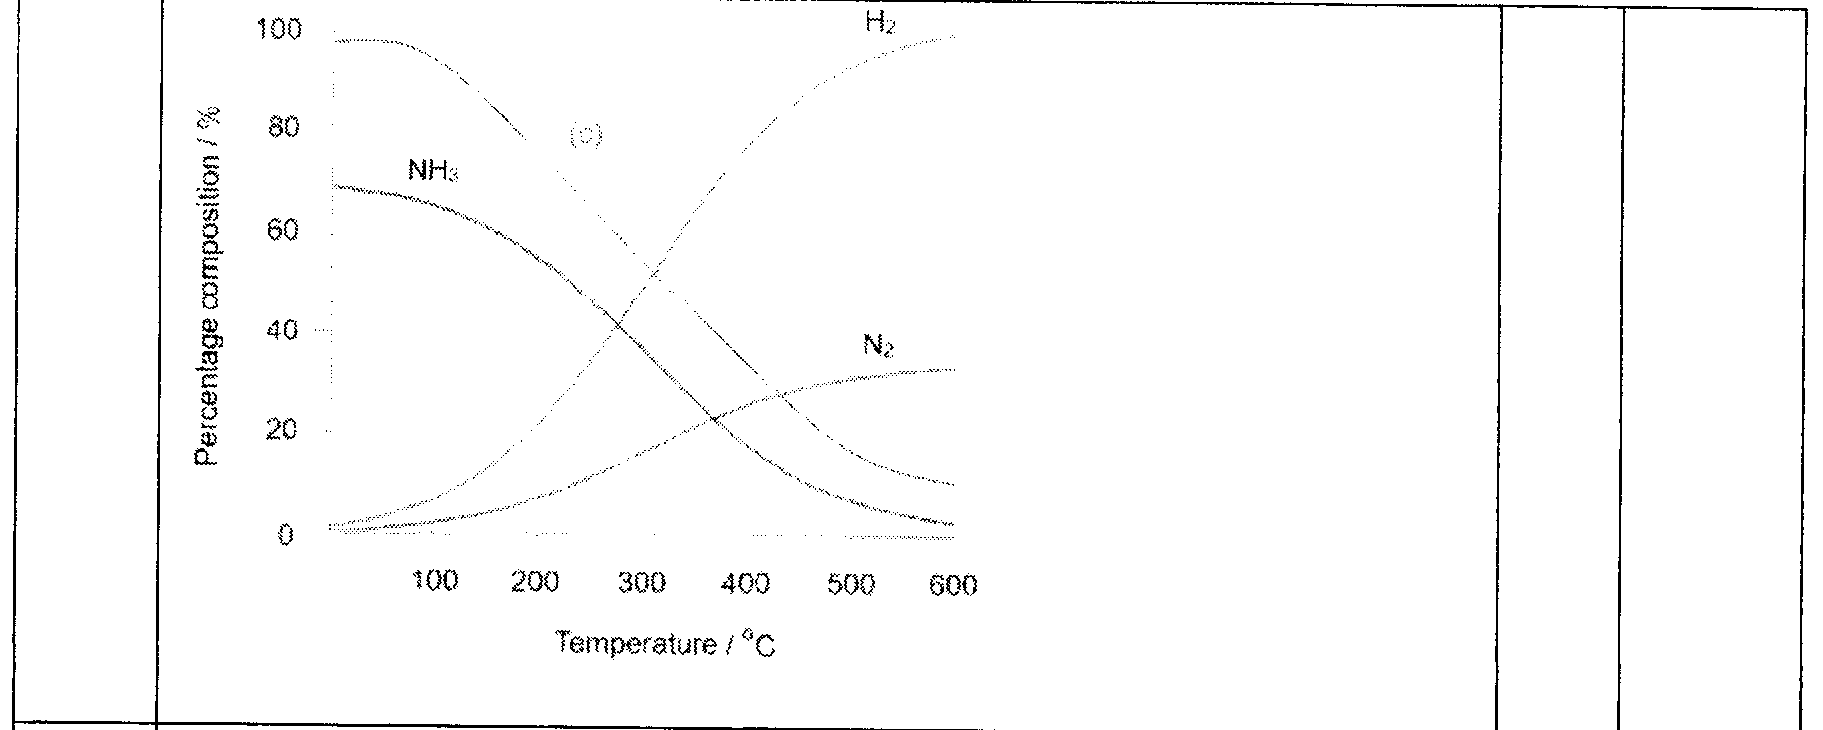 H₂
100
80
(c)
NH₃
60
40
N₂
20
0
100 200 300 400 500 600
Temperature / °C
Percentage composition / %